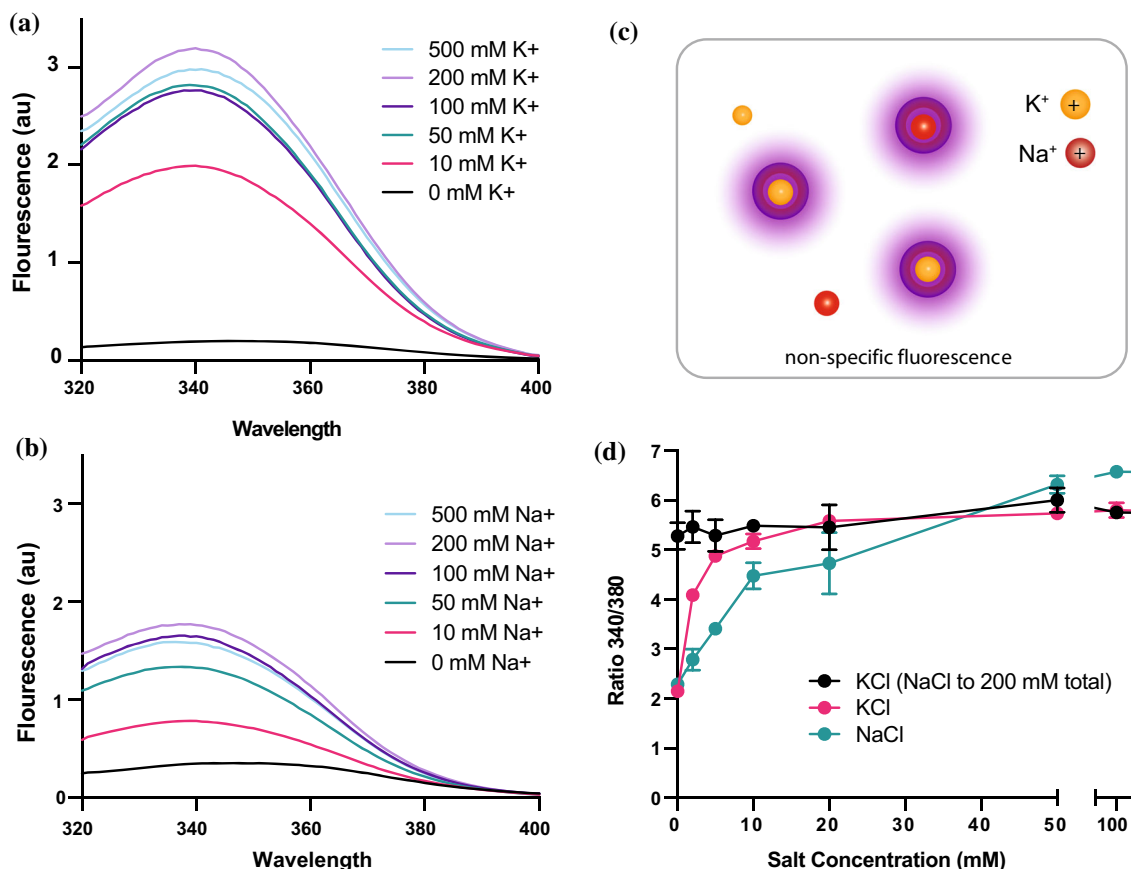 (a)
Flourescence (au)
3
2
1
0
320
340
360
380
400
Wavelength
500 mM K+
200 mM K+
100 mM K+
50 mM K+
10 mM K+
0 mM K+
(c)
K⁺ +
Na⁺ +
non-specific fluorescence
(b)
Flourescence (au)
3
2
1
0
320
340
360
380
400
Wavelength
500 mM Na+
200 mM Na+
100 mM Na+
50 mM Na+
10 mM Na+
0 mM Na+
(d)
Ratio 340/380
7
6
5
4
3
2
1
0
0
10
20
30
40
50
100
Salt Concentration (mM)
KCl (NaCl to 200 mM total)
KCl
NaCl